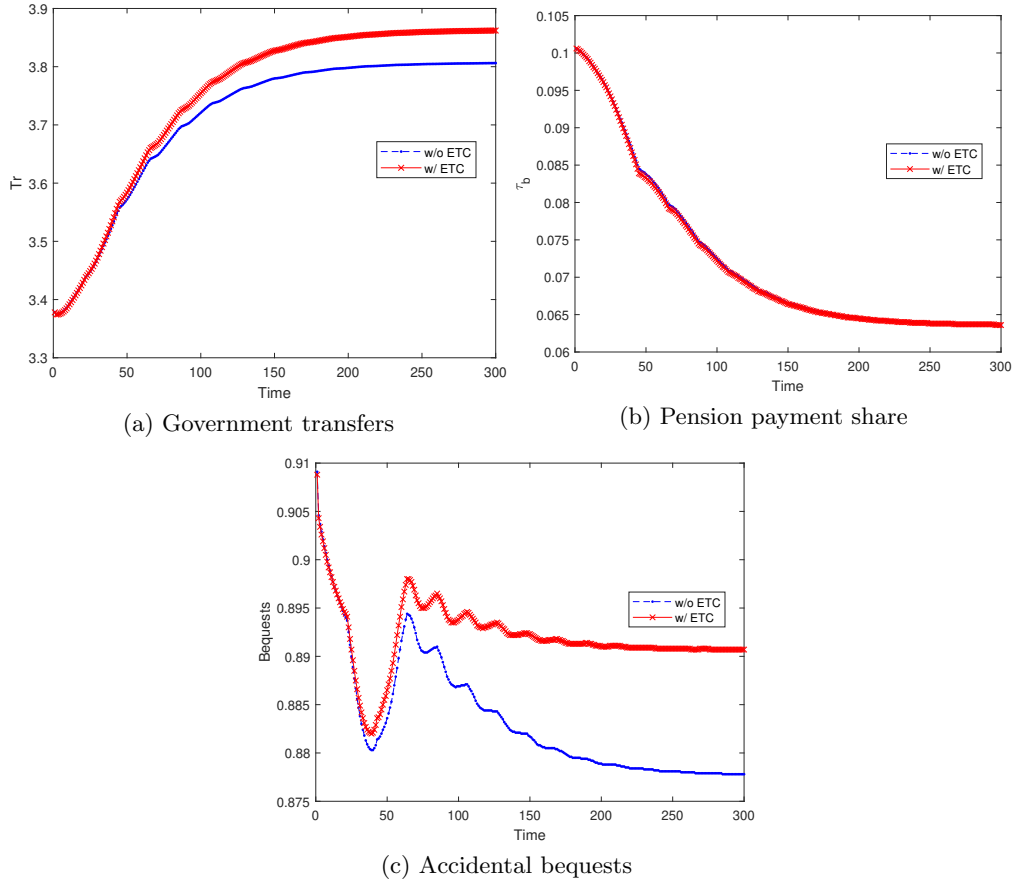 3.9
3.8
3.7
3.6
3.5
3.4
3.3
Tr
0 50 100 150 200 250 300
Time
w/o ETC
w/ ETC
(a) Government transfers
0.1
0.095
0.09
0.085
0.08
0.075
0.07
0.065
0.06
τb
0 50 100 150 200 250 300
Time
w/o ETC
w/ ETC
(b) Pension payment share
0.91
0.905
0.9
0.895
0.89
0.885
0.88
0.875
Bequests
0 50 100 150 200 250 300
Time
w/o ETC
w/ ETC
(c) Accidental bequests